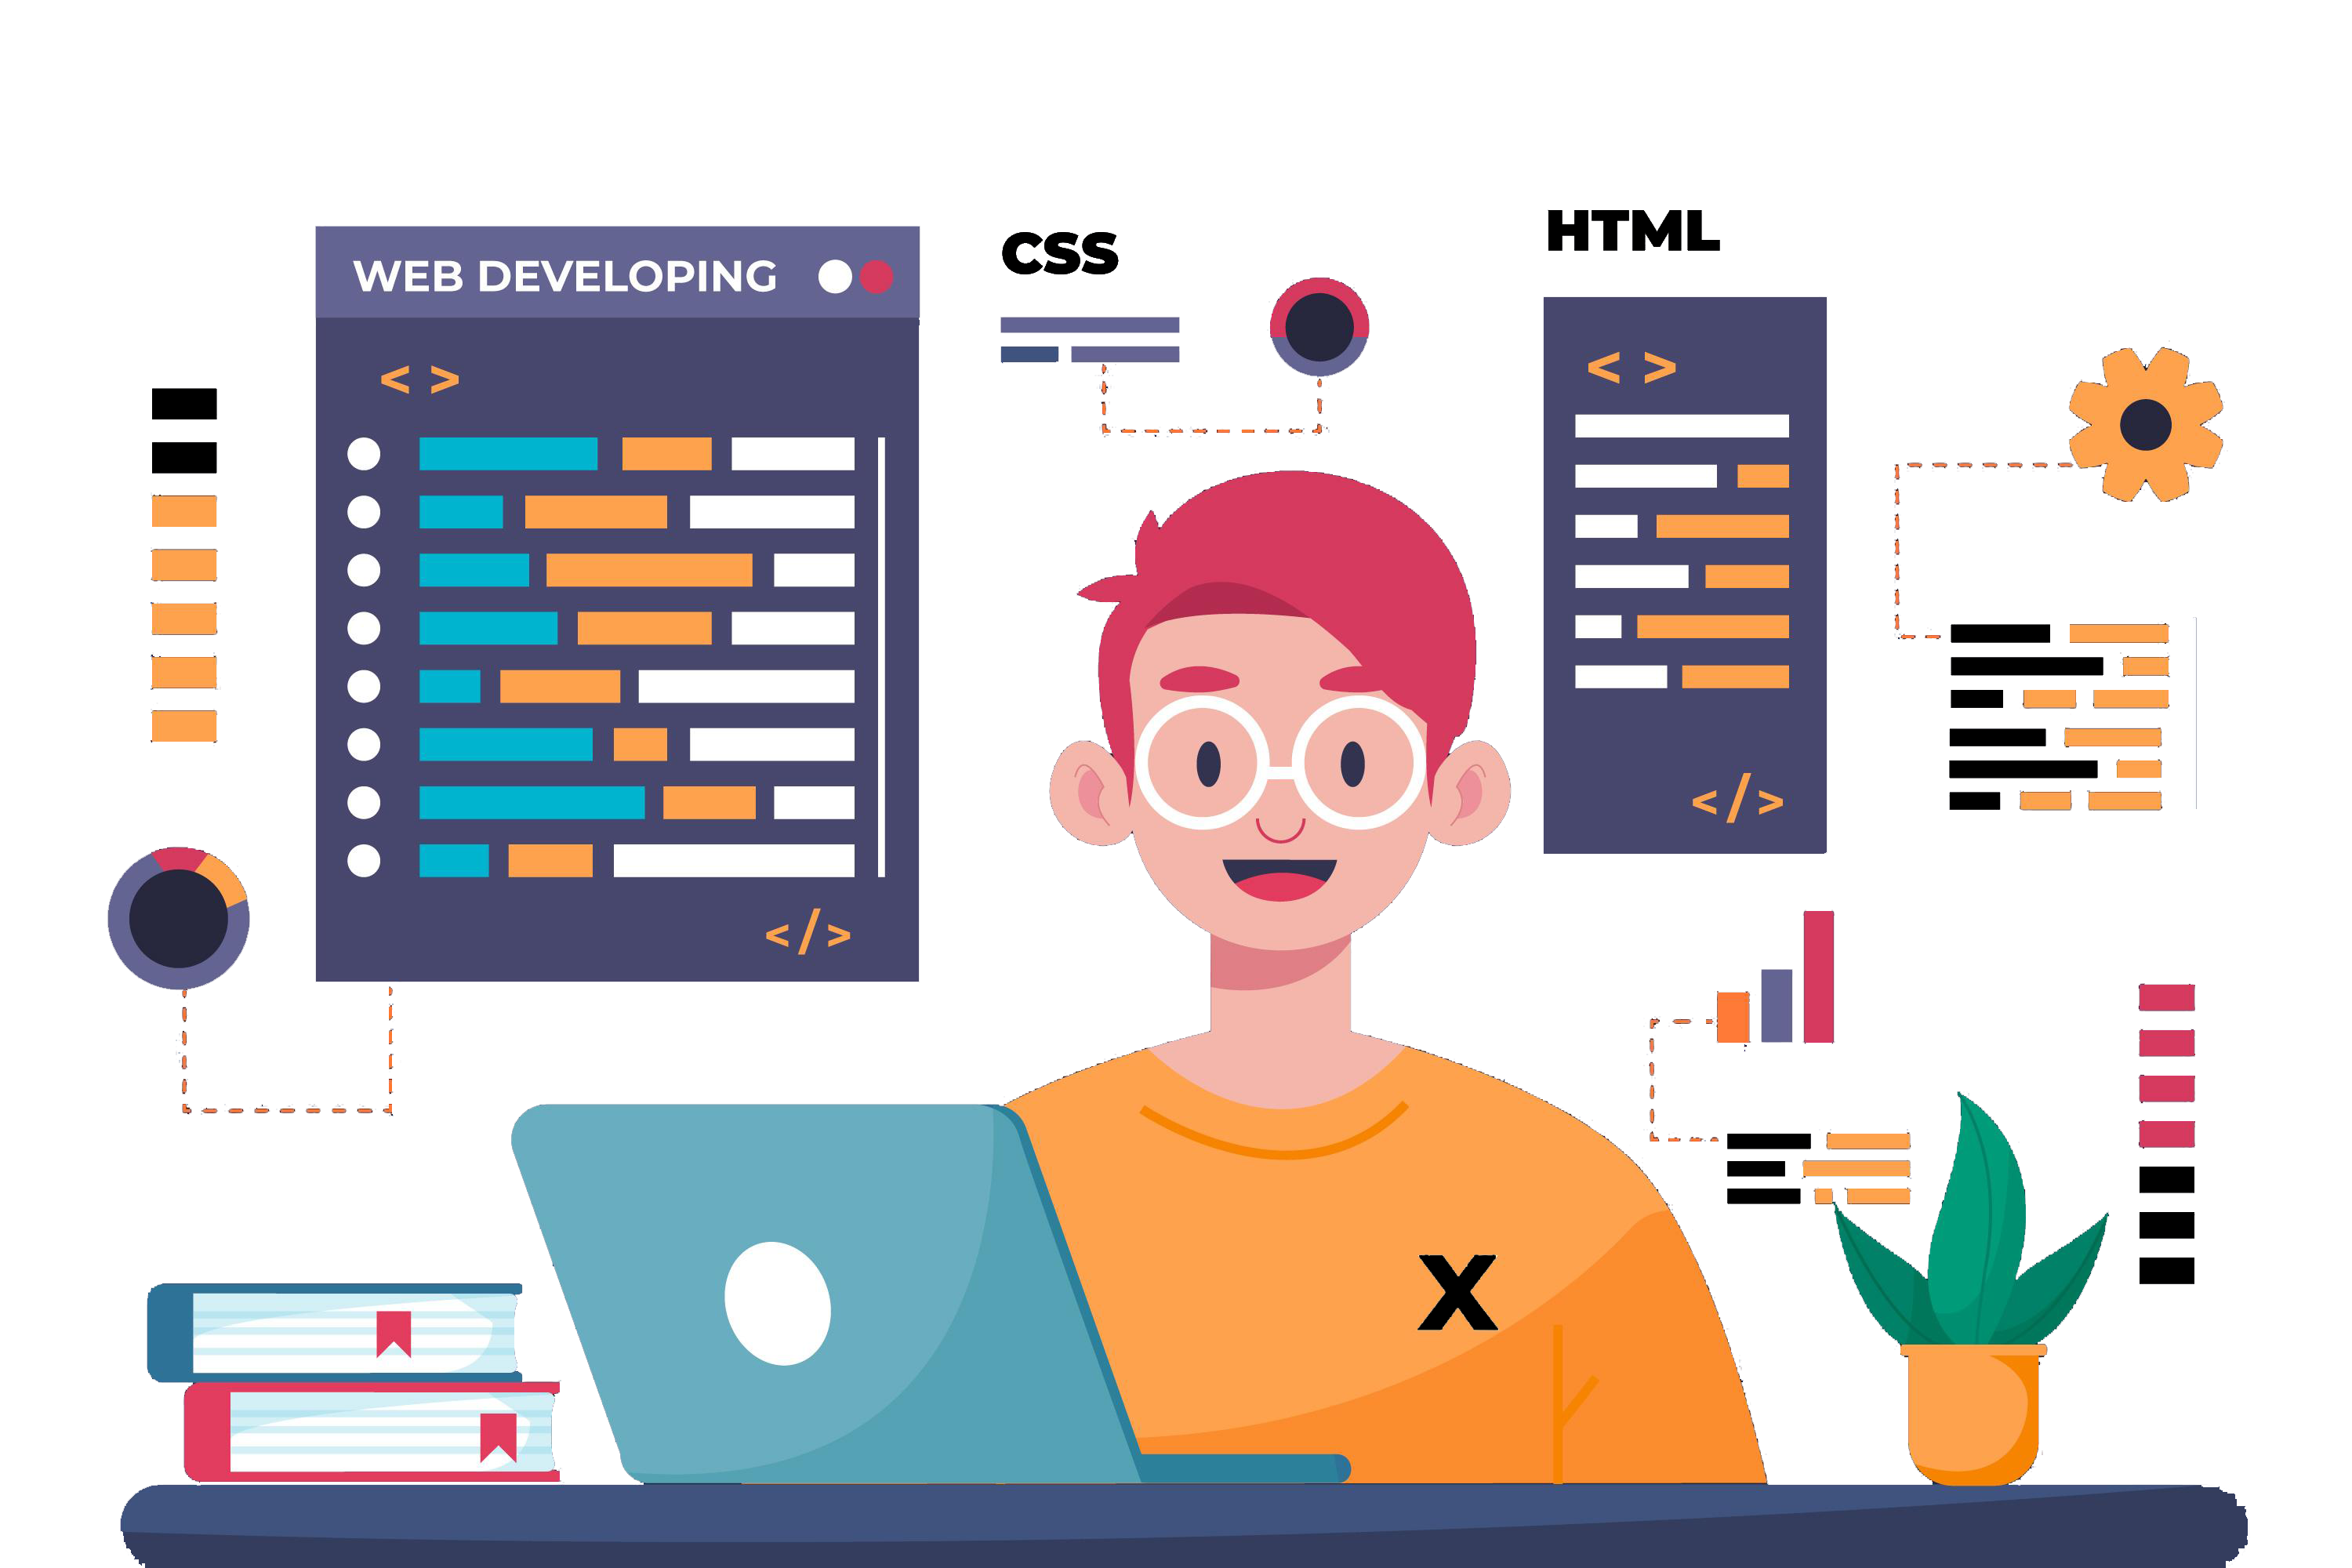 WEB DEVELOPING
CSS
HTML
< >
< >
</>
</>
X